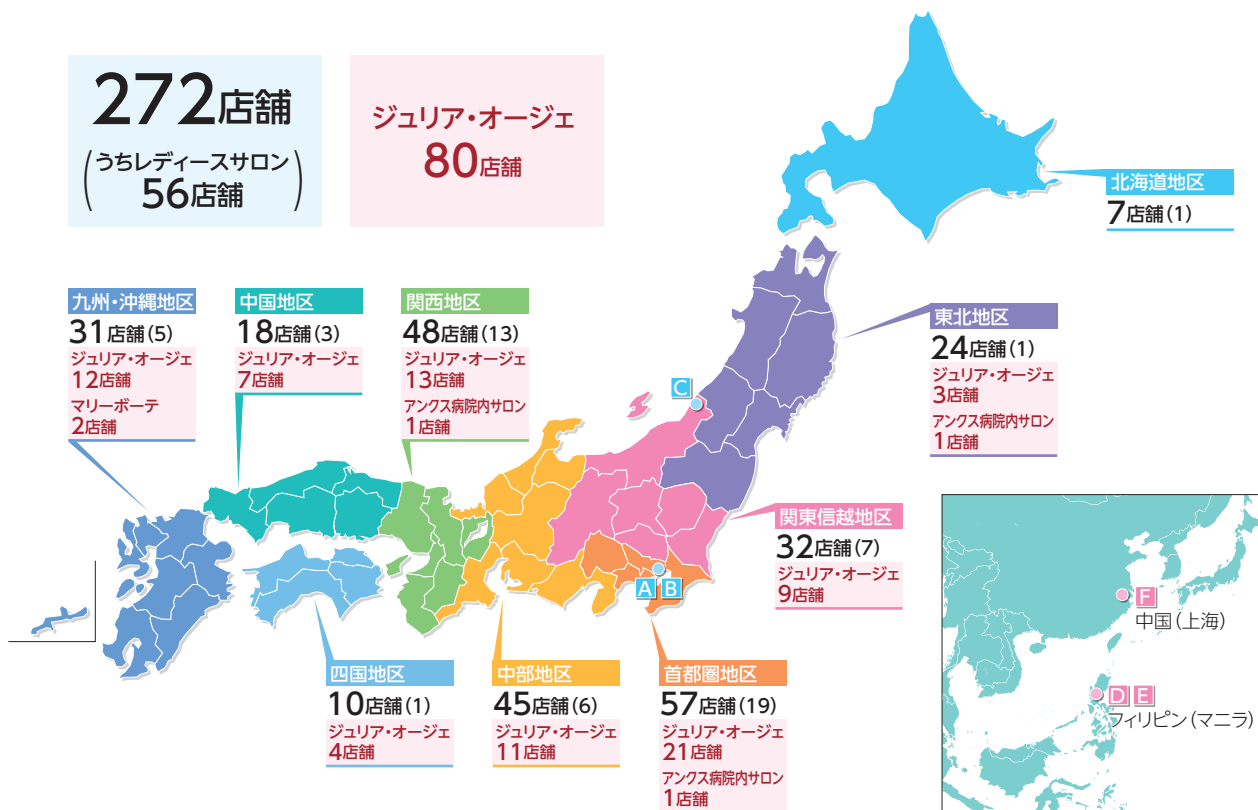 272店舗
(うちレディースサロン
56店舗)
ジュリア・オージェ
80店舗
北海道地区
7店舗(1)
九州・沖縄地区
31店舗(5)
ジュリア・オージェ
12店舗
マリーボーテ
2店舗
中国地区
18店舗(3)
ジュリア・オージェ
7店舗
関西地区
48店舗(13)
ジュリア・オージェ
13店舗
アンクス病院内サロン
1店舗
東北地区
24店舗(1)
ジュリア・オージェ
3店舗
アンクス病院内サロン
1店舗
C
関東信越地区
32店舗(7)
ジュリア・オージェ
9店舗
A B
四国地区
10店舗(1)
ジュリア・オージェ
4店舗
中部地区
45店舗(6)
ジュリア・オージェ
11店舗
首都圏地区
57店舗(19)
ジュリア・オージェ
21店舗
アンクス病院内サロン
1店舗
F
中国(上海)
D E
フィリピン(マニラ)